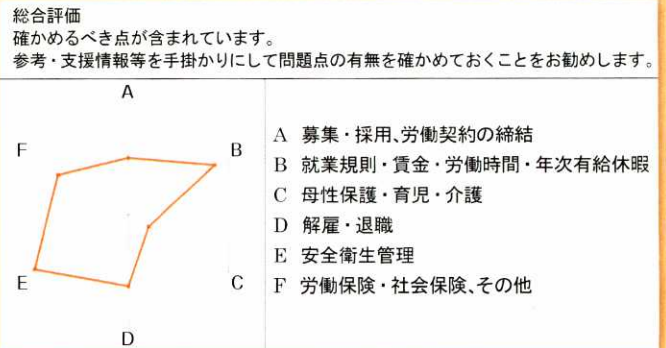 総合評価
確かめるべき点が含まれています。
参考・支援情報等を手掛かりにして問題点の有無を確かめておくことをお勧めします。
A
F
B
E
C
D
A 募集・採用、労働契約の締結
B 就業規則・賃金・労働時間・年次有給休暇
C 母性保護・育児・介護
D 解雇・退職
E 安全衛生管理
F 労働保険・社会保険、その他